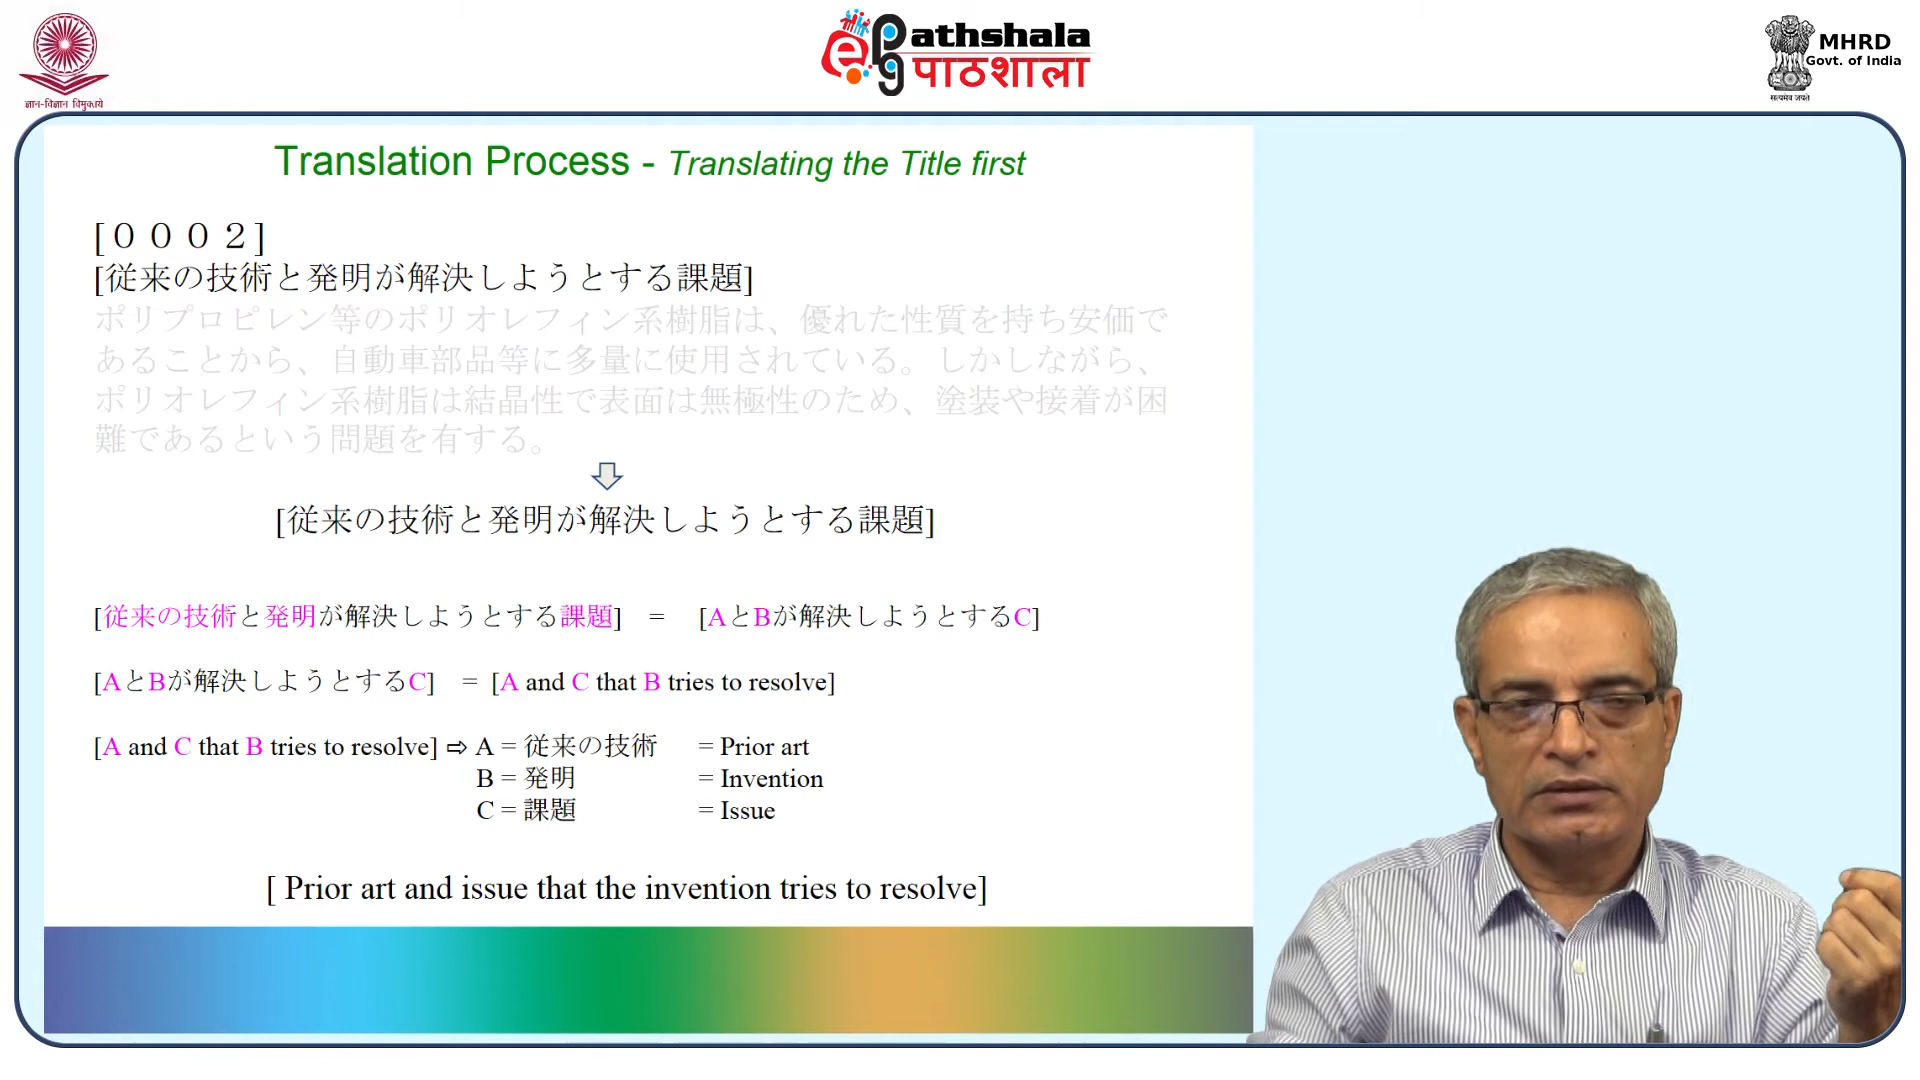 ज्ञान-विज्ञान विमुक्तये
ePathshala
पाठशाला
MHRD
Govt. of India
सत्यमेव जयते
Translation Process - Translating the Title first
[０００２]
[従来の技術と発明が解決しようとする課題]
ポリプロピレン等のポリオレフィン系樹脂は、優れた性質を持ち安価で
あることから、自動車部品等に多量に使用されている。しかしながら、
ポリオレフィン系樹脂は結晶性で表面は無極性のため、塗装や接着が困
難であるという問題を有する。
[従来の技術と発明が解決しようとする課題]
[従来の技術と発明が解決しようとする課題] = [AとBが解決しようとするC]
[AとBが解決しようとするC] = [A and C that B tries to resolve]
[A and C that B tries to resolve] ⇨ A = 従来の技術 = Prior art
B = 発明 = Invention
C = 課題 = Issue
[ Prior art and issue that the invention tries to resolve]